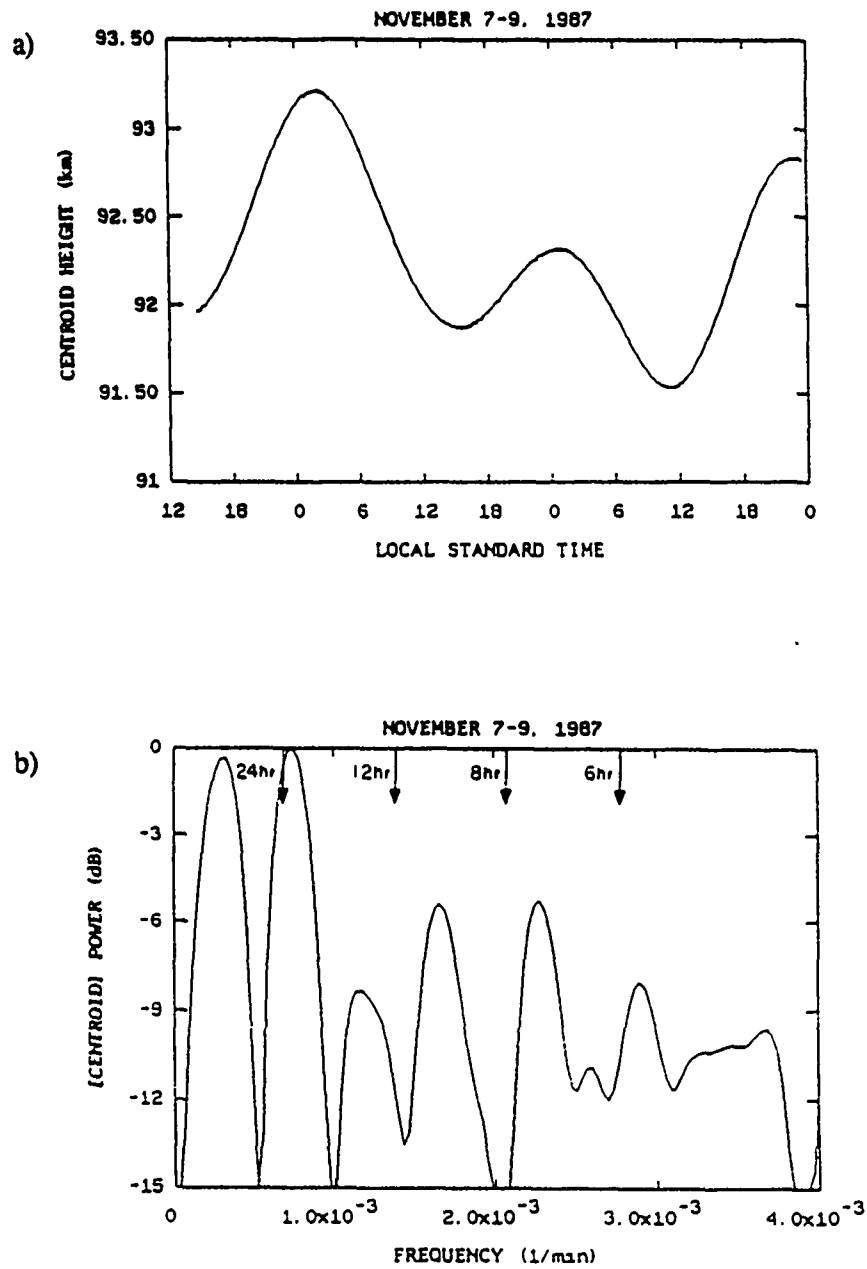 a)
NOVEMBER 7-9, 1987
93.50
93
92.50
92
91.50
91
CENTROID HEIGHT (km)
12 18 0 6 12 18 0 6 12 18 0
LOCAL STANDARD TIME
b)
NOVEMBER 7-9, 1987
24hr 12hr 8hr 6hr
0
-3
-6
-9
-12
-15
[CENTROID] POWER (dB)
0 1.0x10⁻³ 2.0x10⁻³ 3.0x10⁻³ 4.0x10⁻³
FREQUENCY (1/min)